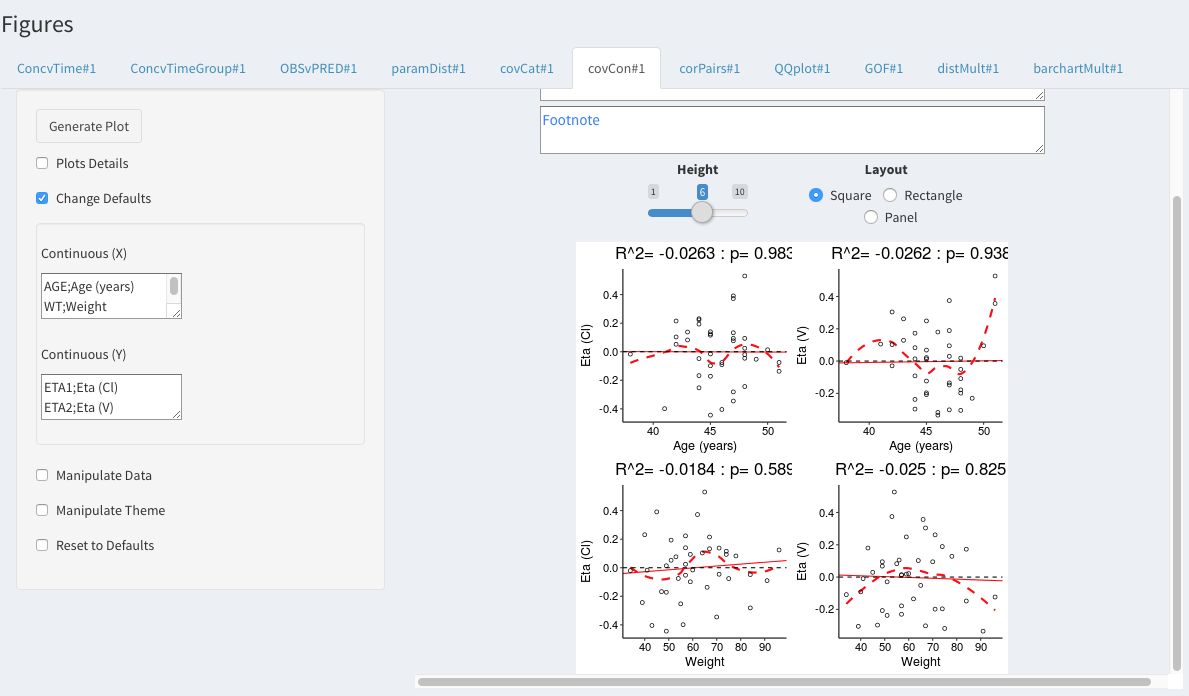 Figures
ConcvTime#1 ConcvTimeGroup#1 OBSvPRED#1 paramDist#1 covCat#1 covCon#1 corPairs#1 QQplot#1 GOF#1 distMult#1 barchartMult#1
Generate Plot
Plots Details
Change Defaults
Continuous (X)
AGE;Age (years)
WT;Weight
Continuous (Y)
ETA1;Eta (Cl)
ETA2;Eta (V)
Manipulate Data
Manipulate Theme
Reset to Defaults
Footnote
Height
1 6 10
Layout
Square Rectangle
Panel
R^2= -0.0263 : p= 0.983
Eta (Cl)
0.4
0.2
0.0
-0.2
-0.4
40 45 50
Age (years)
R^2= -0.0262 : p= 0.938
Eta (V)
0.4
0.2
0.0
-0.2
40 45 50
Age (years)
R^2= -0.0184 : p= 0.589
Eta (Cl)
0.4
0.2
0.0
-0.2
-0.4
40 50 60 70 80 90
Weight
R^2= -0.025 : p= 0.825
Eta (V)
0.4
0.2
0.0
-0.2
40 50 60 70 80 90
Weight